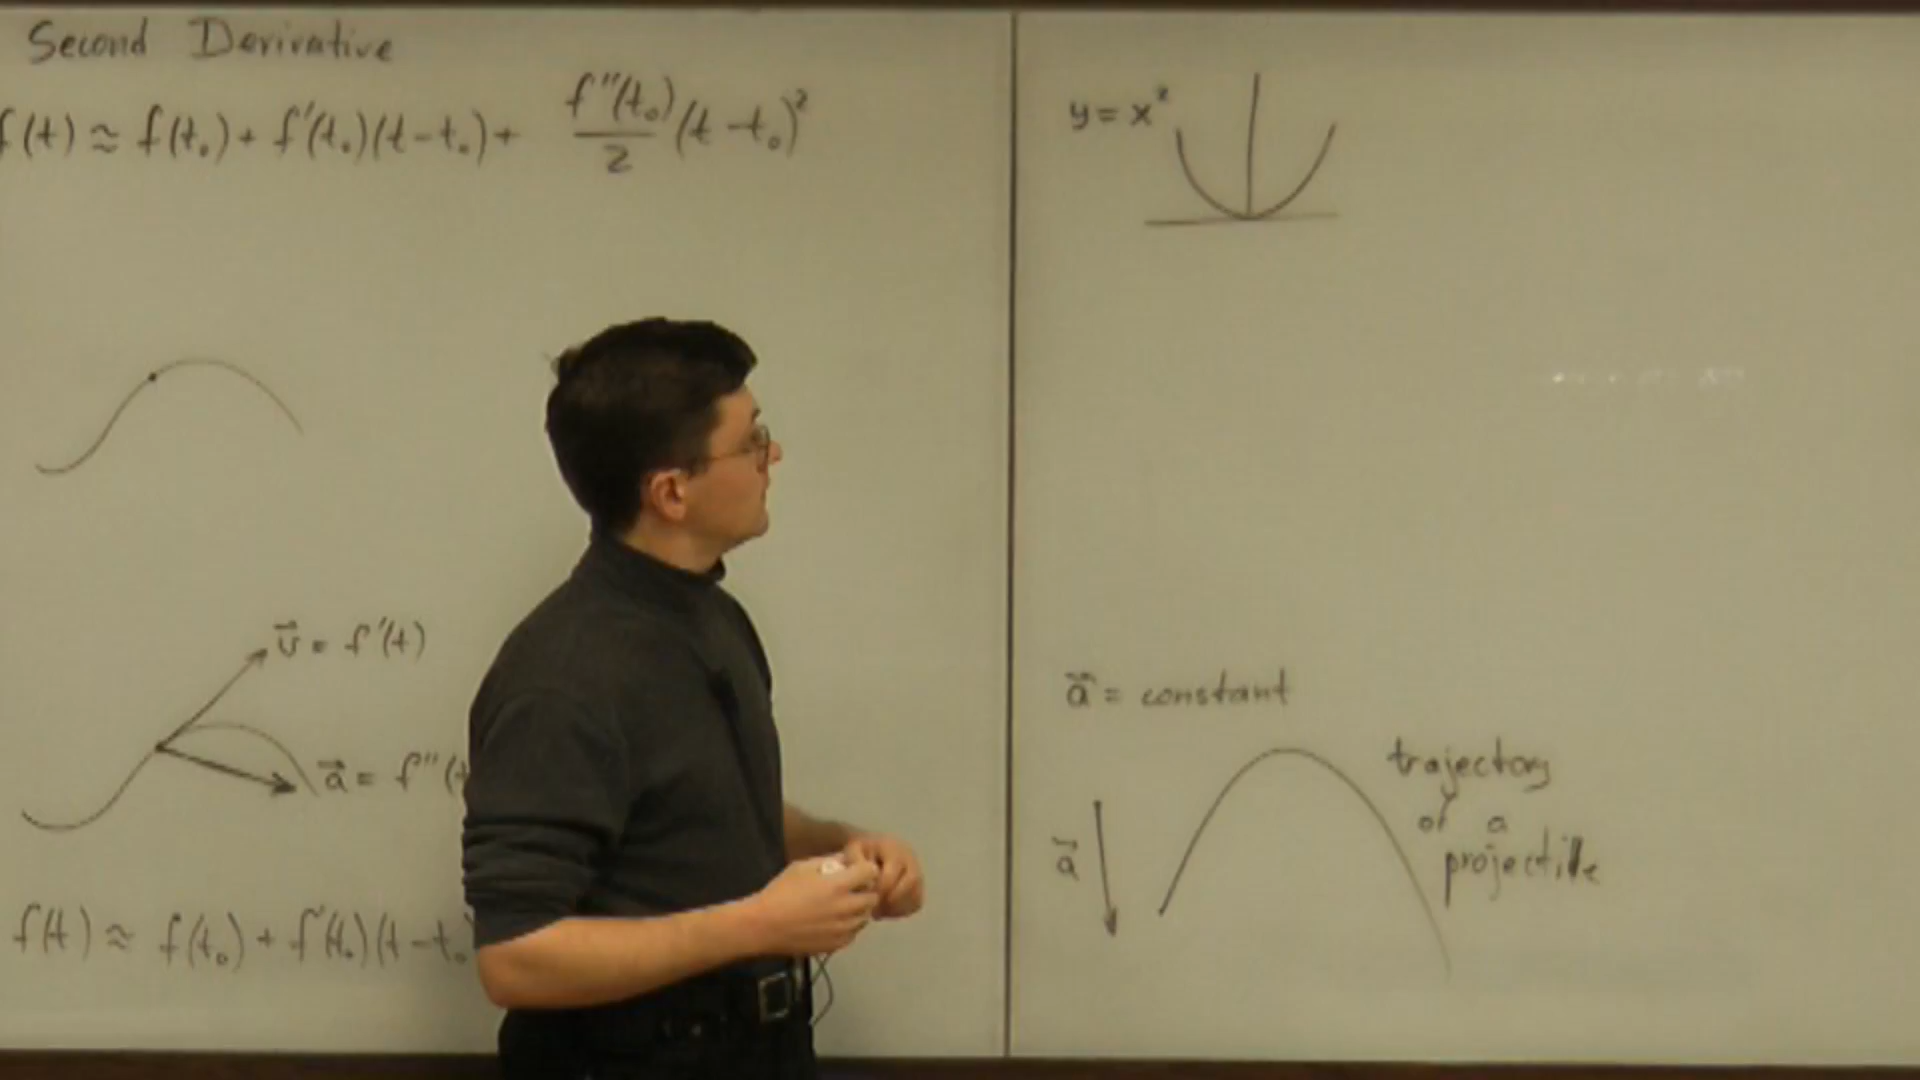 Second Derivative
f(t) ≈ f(t₀) + f'(t₀)(t-t₀) + f''(t₀)/2 (t-t₀)²
v⃗ = f'(t)
a⃗ = f''(t
f(t) ≈ f(t₀) + f'(t₀)(t-t₀
y = x²
a⃗ = constant
trajectory
of a
projectile
a⃗